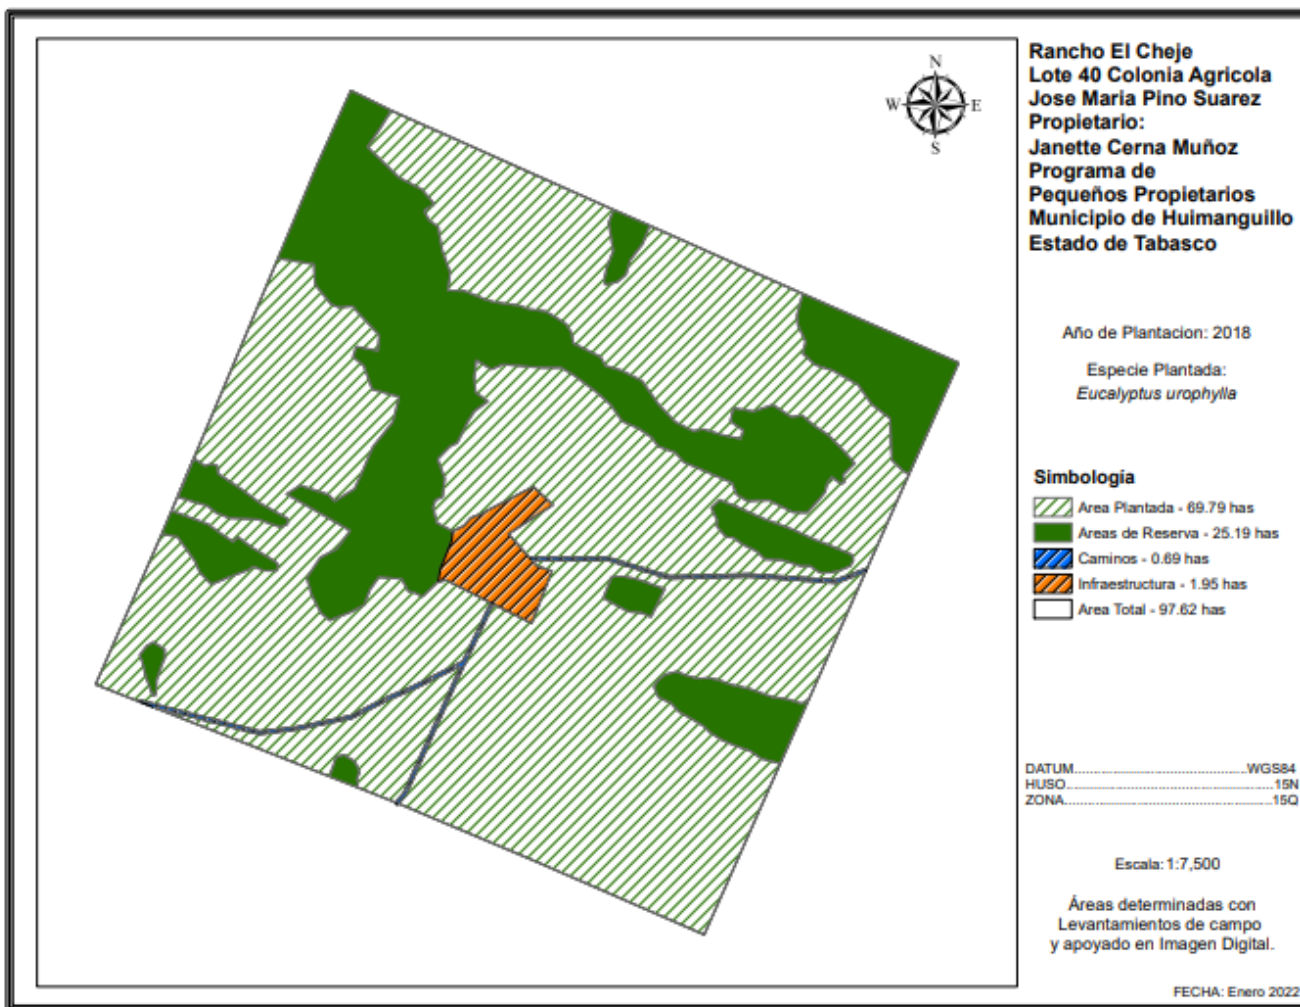 N
W E
S
Rancho El Cheje
Lote 40 Colonia Agricola
Jose Maria Pino Suarez
Propietario:
Janette Cerna Muñoz
Programa de
Pequeños Propietarios
Municipio de Huimanguillo
Estado de Tabasco
Año de Plantacion: 2018
Especie Plantada:
Eucalyptus urophylla
Simbología
Area Plantada - 69.79 has
Areas de Reserva - 25.19 has
Caminos - 0.69 has
Infraestructura - 1.95 has
Area Total - 97.62 has
DATUM........................................WGS84
HUSO...............................................15N
ZONA...............................................15Q
Escala: 1:7,500
Áreas determinadas con
Levantamientos de campo
y apoyado en Imagen Digital.
FECHA: Enero 2022